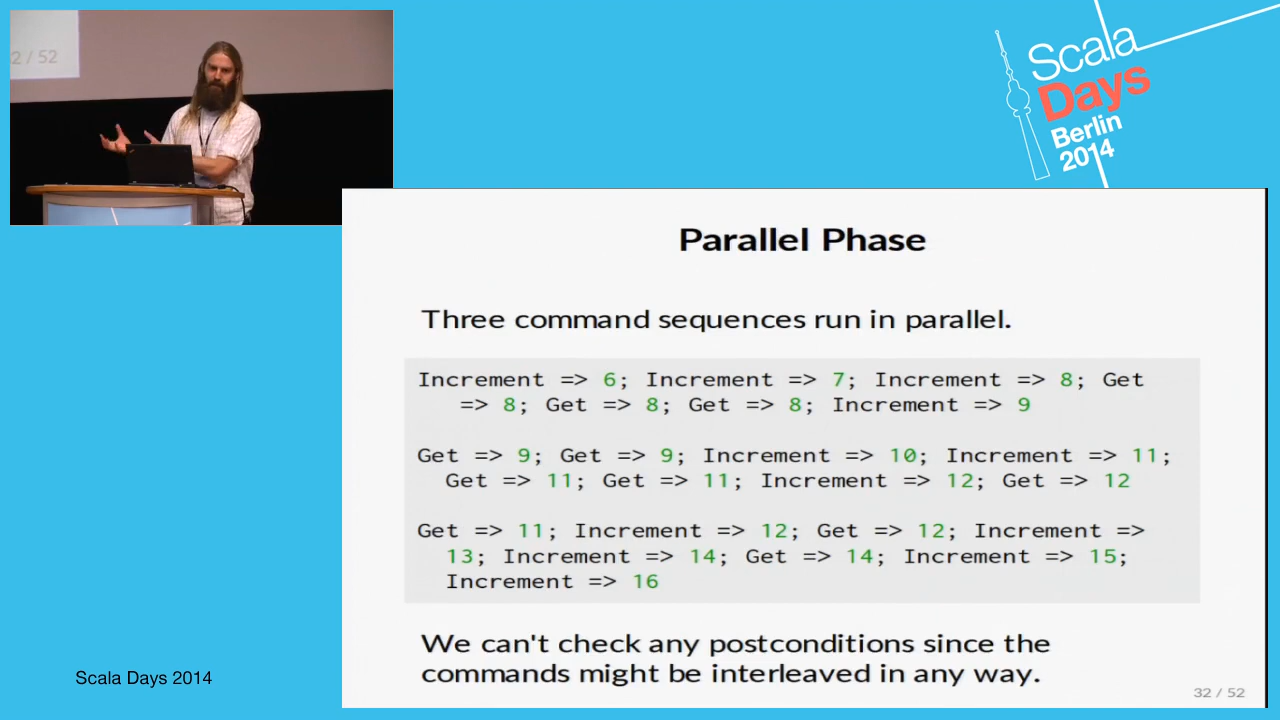 2 / 52
Scala
Days
Berlin
2014
Parallel Phase
Three command sequences run in parallel.
Increment => 6; Increment => 7; Increment => 8; Get
=> 8; Get => 8; Get => 8; Increment => 9
Get => 9; Get => 9; Increment => 10; Increment => 11;
Get => 11; Get => 11; Increment => 12; Get => 12
Get => 11; Increment => 12; Get => 12; Increment =>
13; Increment => 14; Get => 14; Increment => 15;
Increment => 16
We can't check any postconditions since the
commands might be interleaved in any way.
32 / 52
Scala Days 2014